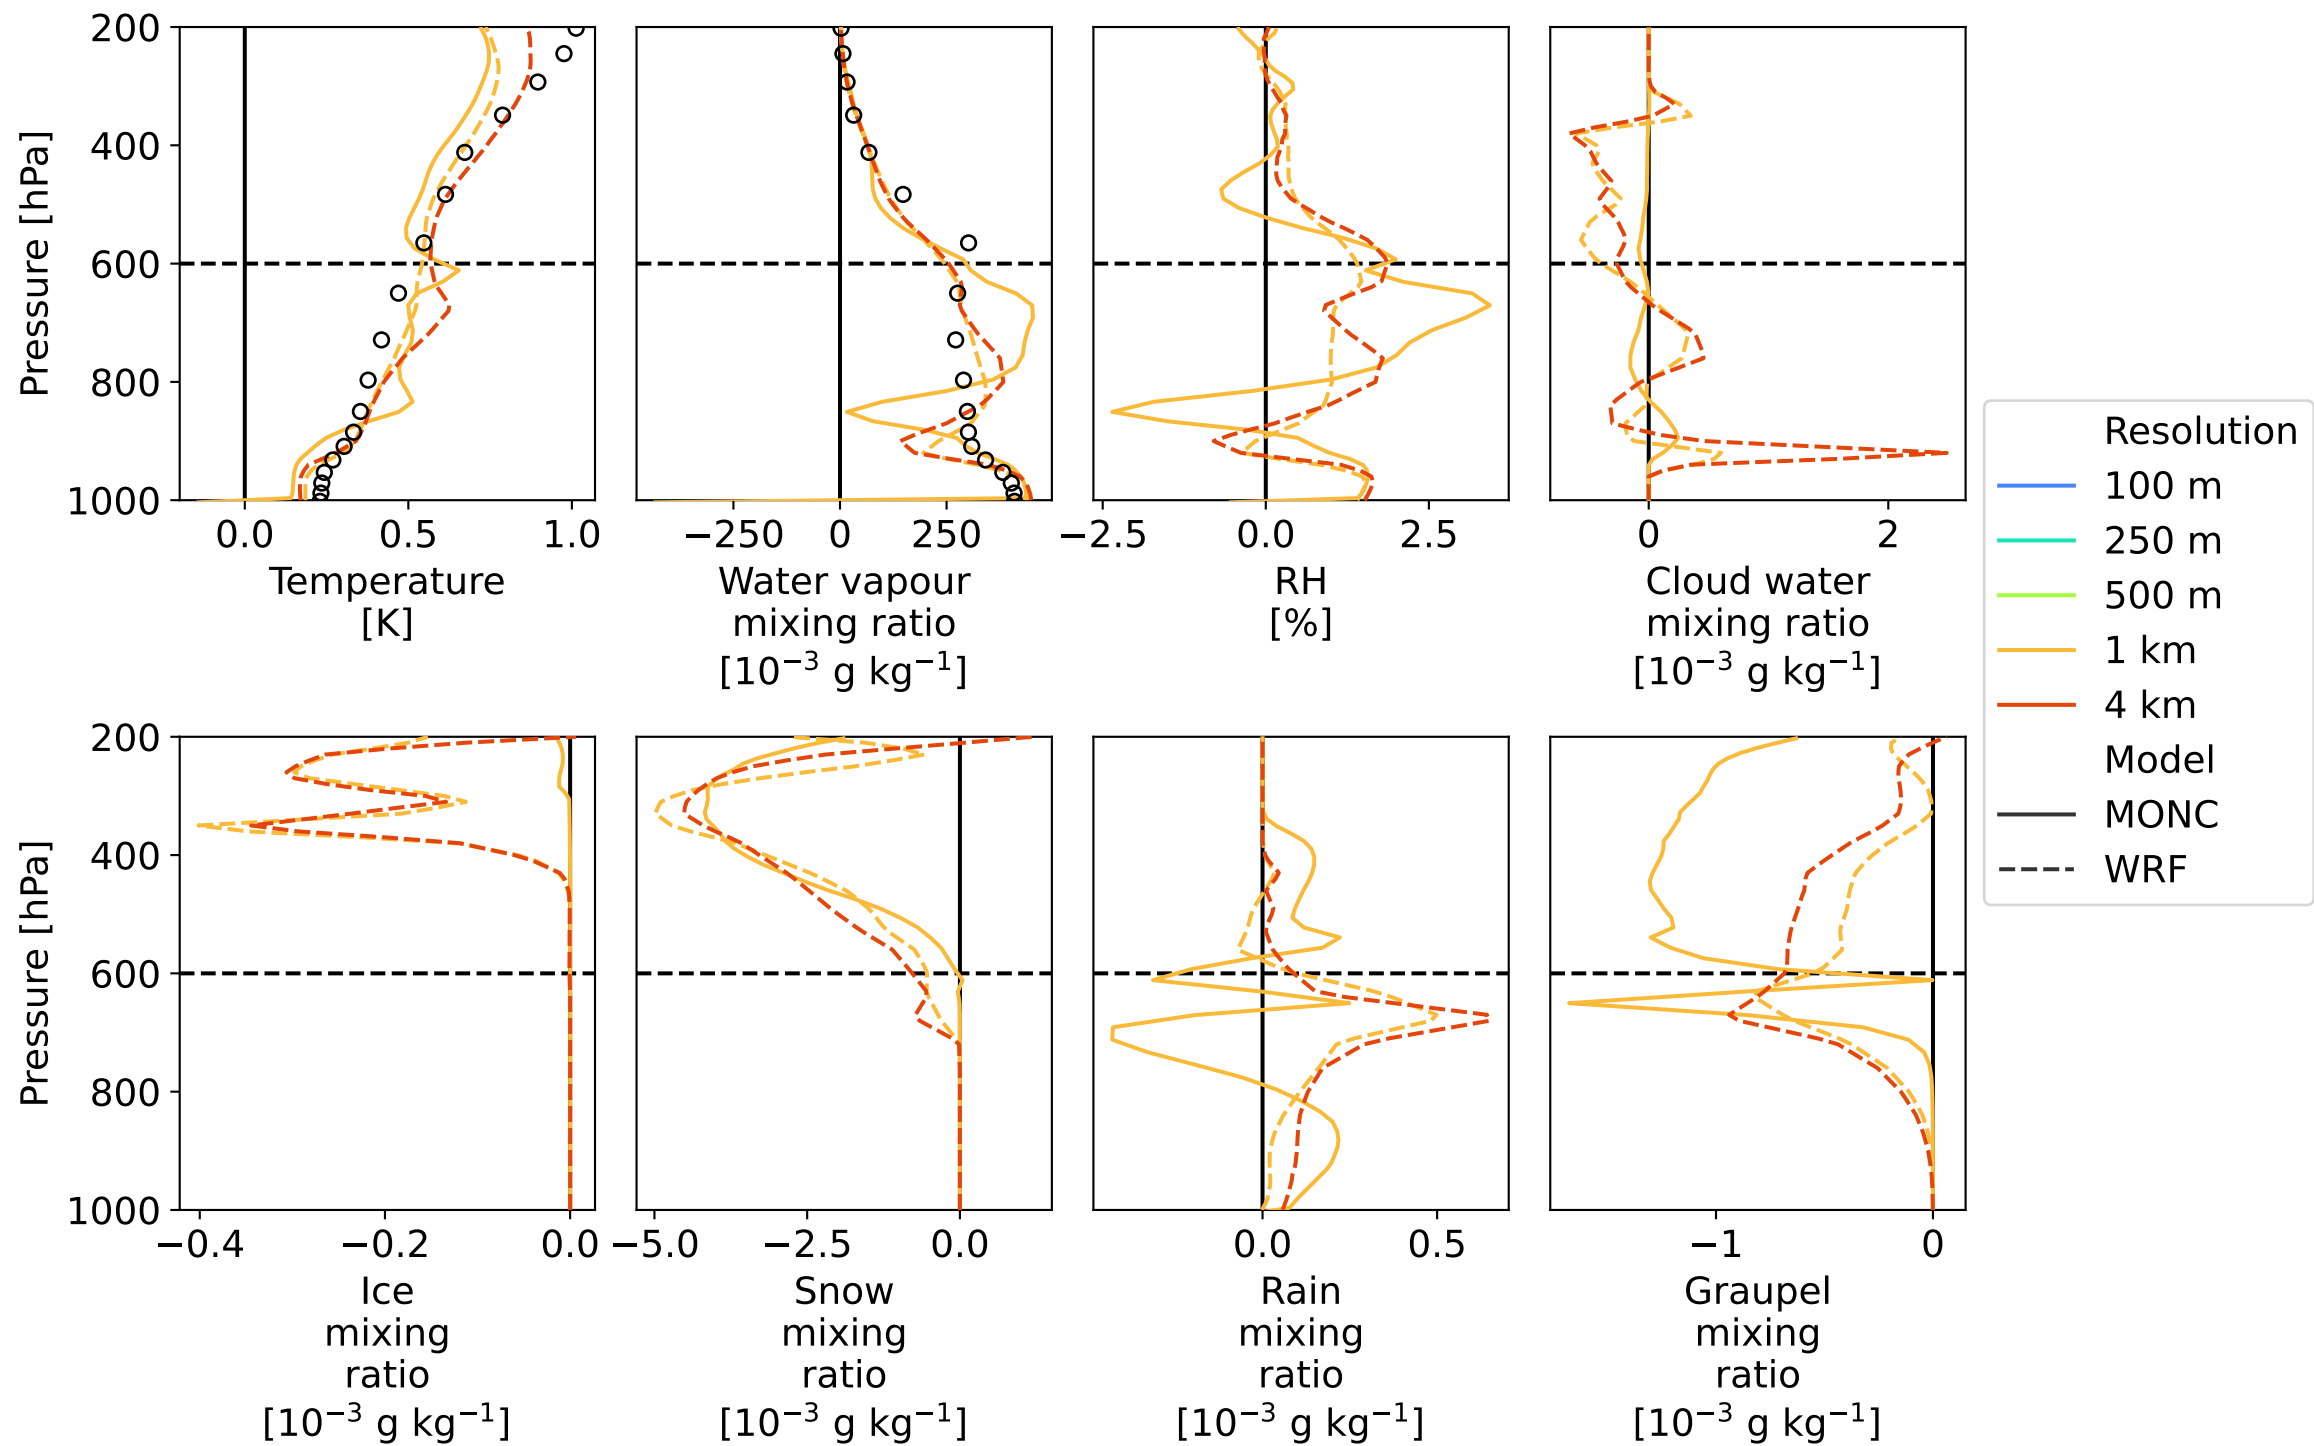 200
400
600
800
1000
Pressure [hPa]
0.0 0.5 1.0
Temperature
[K]
−250 0 250
Water vapour
mixing ratio
[10⁻³ g kg⁻¹]
−2.5 0.0 2.5
RH
[%]
0 2
Cloud water
mixing ratio
[10⁻³ g kg⁻¹]
Resolution
100 m
250 m
500 m
1 km
4 km
Model
MONC
WRF
200
400
600
800
1000
Pressure [hPa]
−0.4 −0.2 0.0
Ice
mixing
ratio
[10⁻³ g kg⁻¹]
−5.0 −2.5 0.0
Snow
mixing
ratio
[10⁻³ g kg⁻¹]
0.0 0.5
Rain
mixing
ratio
[10⁻³ g kg⁻¹]
−1 0
Graupel
mixing
ratio
[10⁻³ g kg⁻¹]